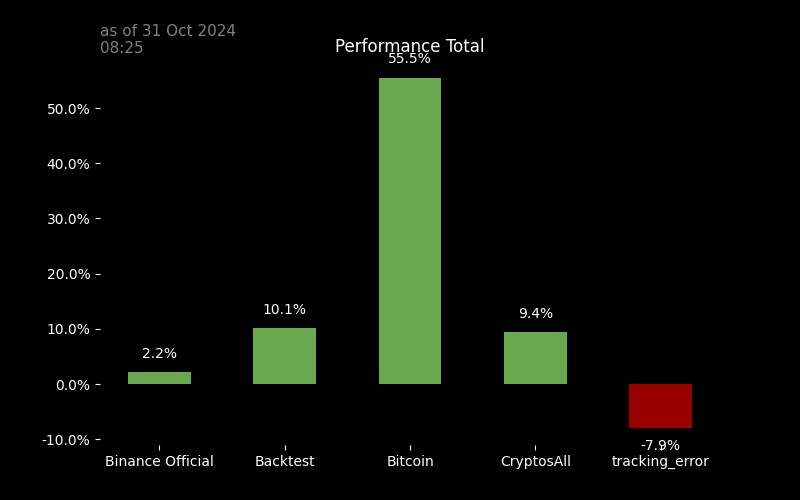 as of 31 Oct 2024
08:25
Performance Total
55.5%
50.0%
40.0%
30.0%
20.0%
10.1%
9.4%
10.0%
2.2%
0.0%
-10.0%
-7.9%
Binance Official
Backtest
Bitcoin
CryptosAll
tracking_error